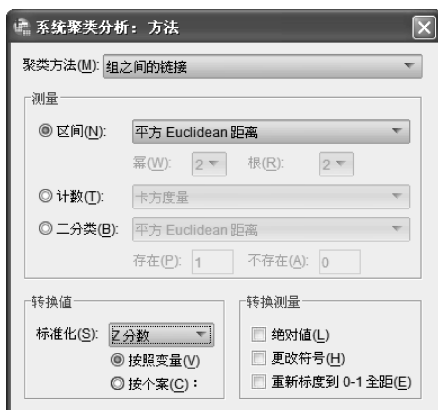 系统聚类分析：方法
聚类方法(M): 组之间的链接
测量
区间(N): 平方 Euclidean 距离
幂(W): 2 根(R): 2
计数(T): 卡方度量
二分类(B): 平方 Euclidean 距离
存在(P): 1 不存在(A): 0
转换值
标准化(S): Z 分数
按照变量(V)
按个案(C)：
转换测量
绝对值(L)
更改符号(H)
重新标度到 0-1 全距(E)